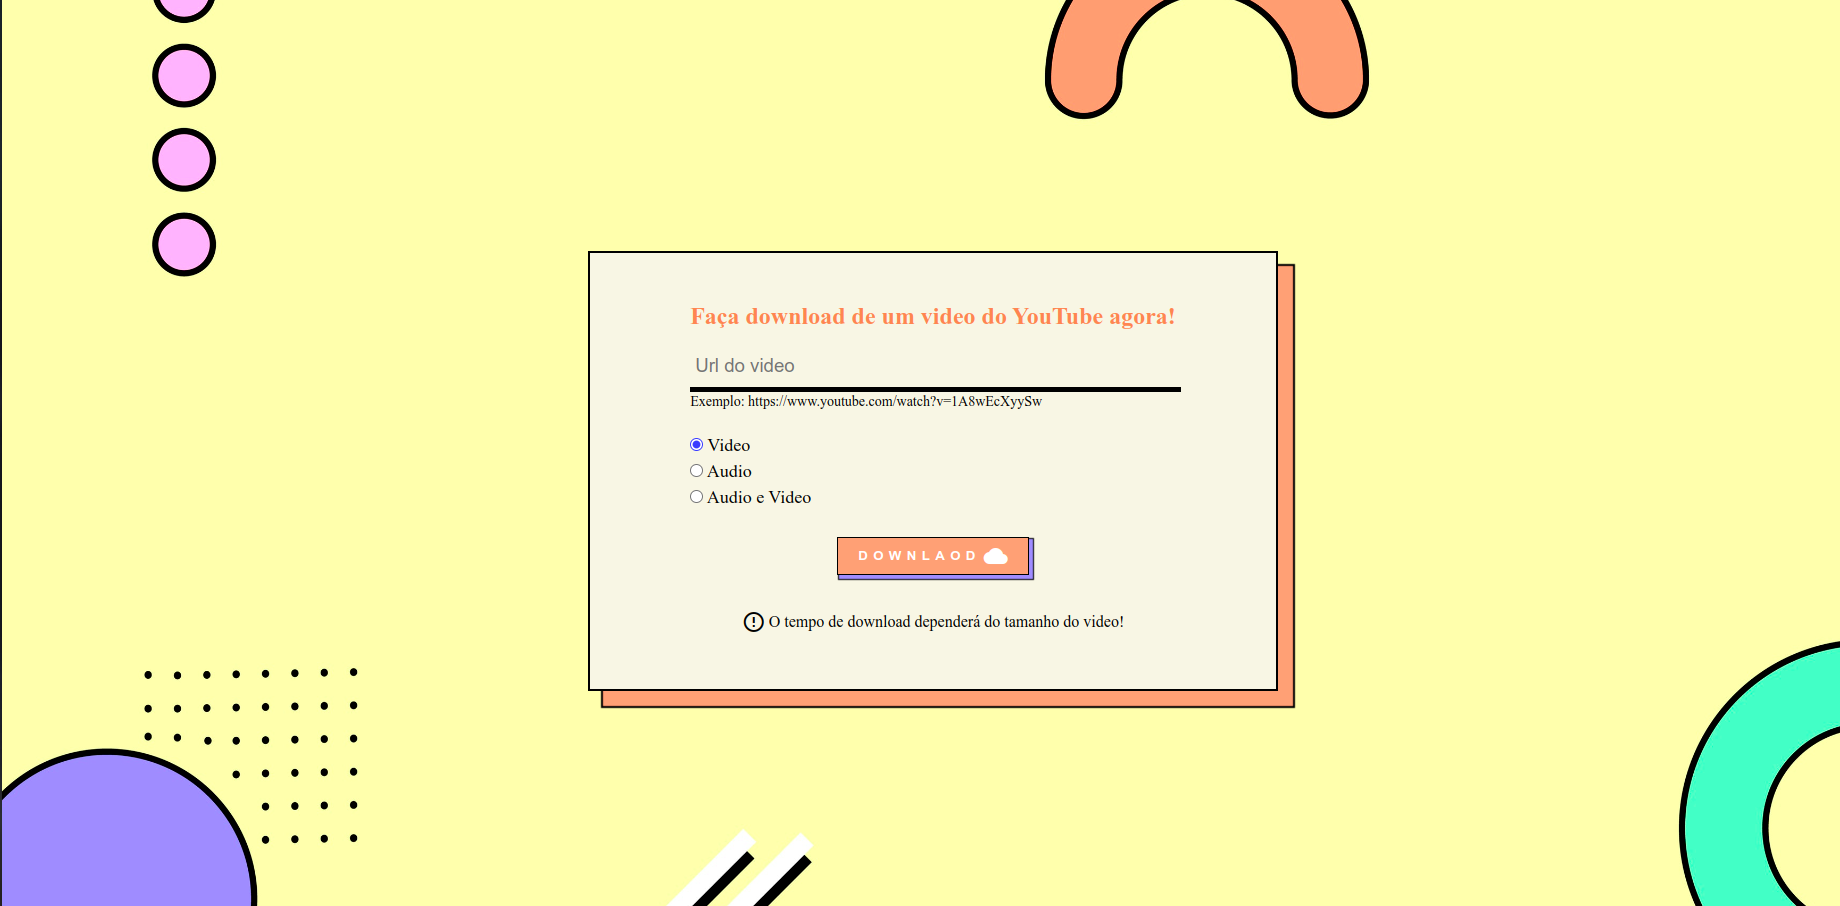 Faça download de um video do YouTube agora!
Url do video
Exemplo: https://www.youtube.com/watch?v=1A8wEcXyySw
Video
Audio
Audio e Video
DOWNLAOD
O tempo de download dependerá do tamanho do video!